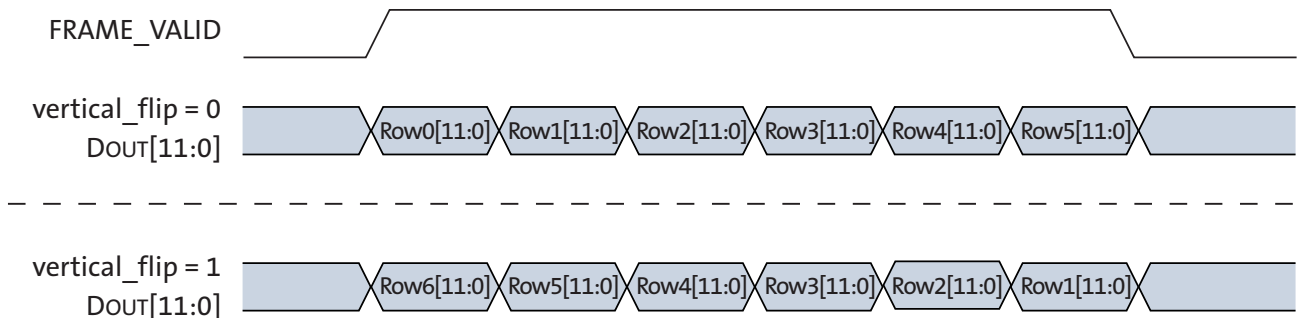 FRAME_VALID
vertical_flip = 0
DOUT[11:0]
Row0[11:0] Row1[11:0] Row2[11:0] Row3[11:0] Row4[11:0] Row5[11:0]
vertical_flip = 1
DOUT[11:0]
Row6[11:0] Row5[11:0] Row4[11:0] Row3[11:0] Row2[11:0] Row1[11:0]